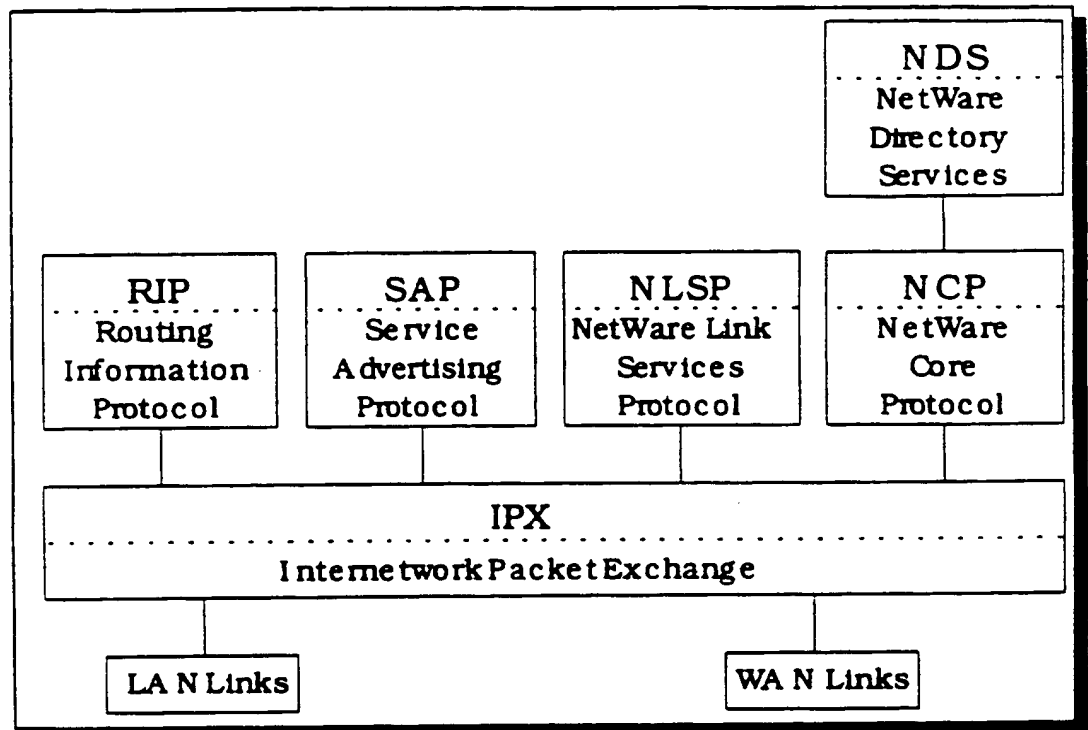 NDS
NetWare
Directory
Services
RIP
Routing
Information
Protocol
SAP
Service
Advertising
Protocol
NLSP
NetWare Link
Services
Protocol
NCP
NetWare
Core
Protocol
IPX
Internetwork Packet Exchange
LAN Links
WAN Links